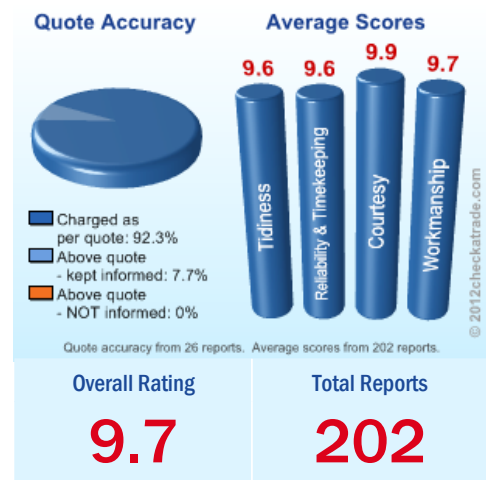 Quote Accuracy
Average Scores
9.6
9.6
9.9
9.7
Tidiness
Reliability & Timekeeping
Courtesy
Workmanship
Charged as
per quote: 92.3%
Above quote
- kept informed: 7.7%
Above quote
- NOT informed: 0%
© 2012checkatrade.com
Quote accuracy from 26 reports. Average scores from 202 reports.
Overall Rating
9.7
Total Reports
202